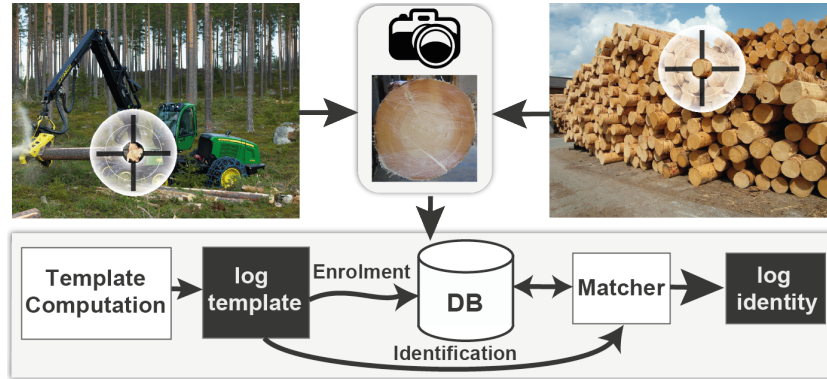 Template
Computation
log
template
Enrolment
DB
Matcher
log
identity
Identification